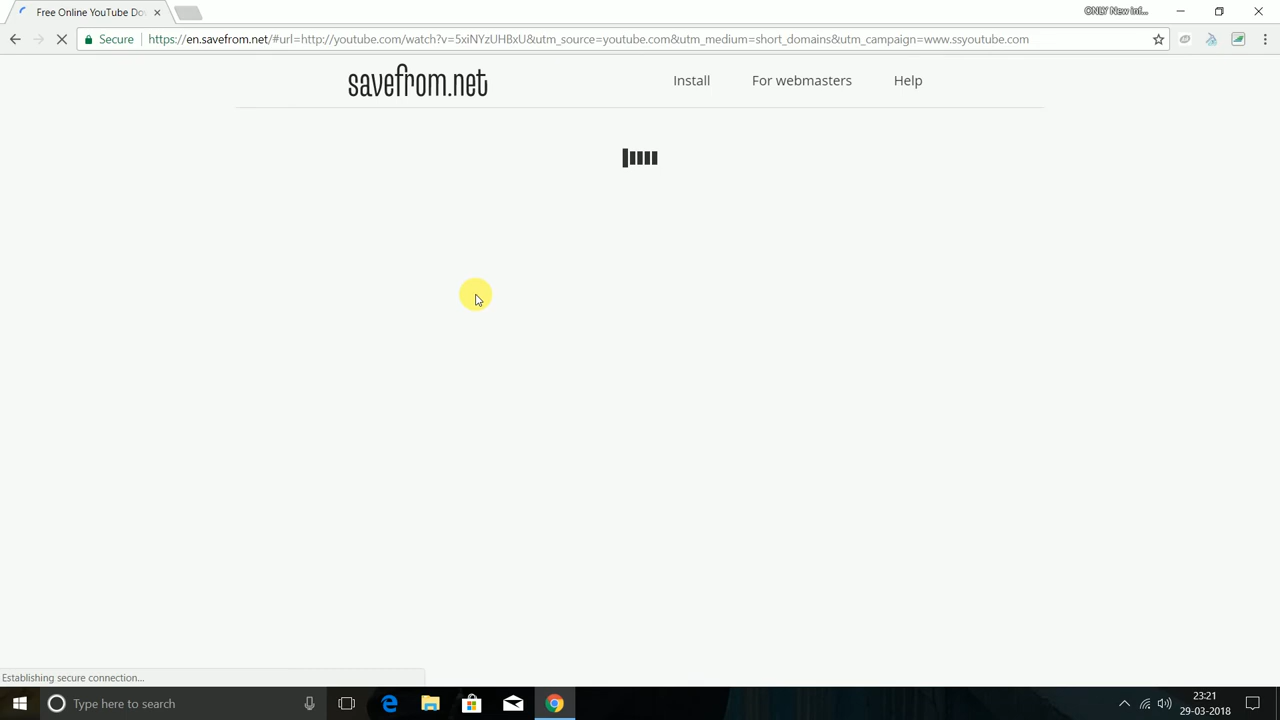 Free Online YouTube Do
ONLY New inf...
Secure
https://en.savefrom.net/#url=http://youtube.com/watch?v=5xiNYzUHBxU&utm_source=youtube.com&utm_medium=short_domains&utm_campaign=www.ssyoutube.com
savefrom.net
Install
For webmasters
Help
Establishing secure connection...
Type here to search
23:21
29-03-2018